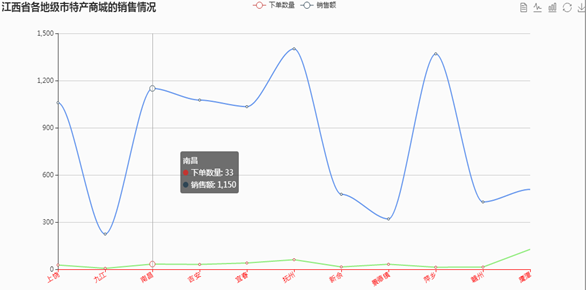 江西省各地级市特产商城的销售情况
下单数量 销售额
1,500
1,200
900
600
300
0
南昌
下单数量: 33
销售额: 1,150
上饶 九江 南昌 吉安 宜春 抚州 新余 景德镇 萍乡 赣州 鹰潭